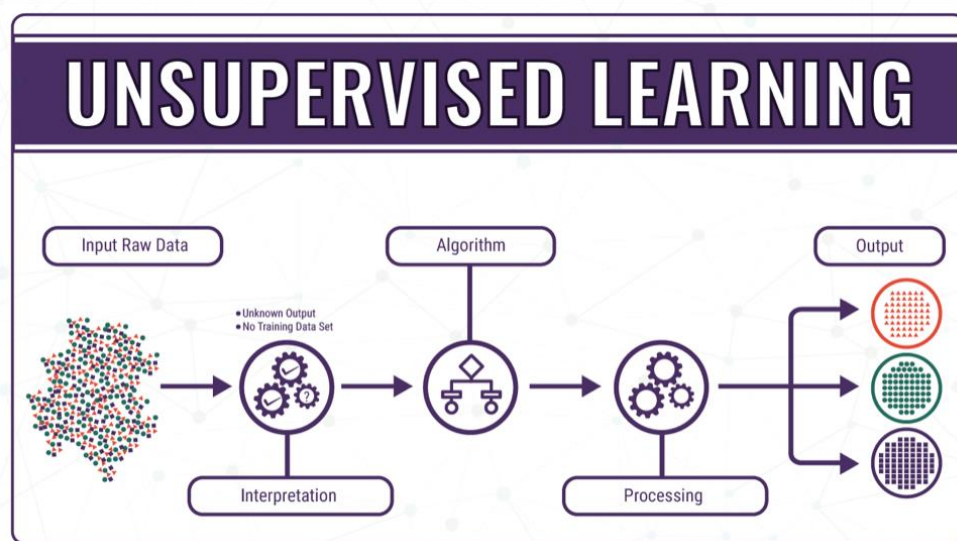 UNSUPERVISED LEARNING
Input Raw Data
Algorithm
Output
• Unknown Output
• No Training Data Set
?
Interpretation
Processing